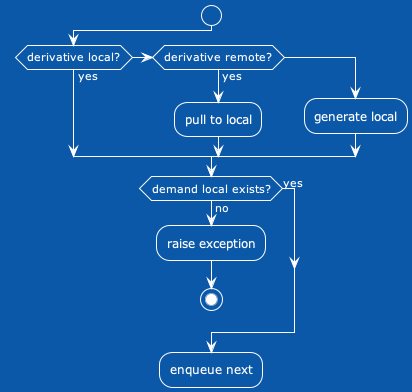 derivative local?
derivative remote?
yes
yes
pull to local
generate local
demand local exists?
yes
no
raise exception
enqueue next